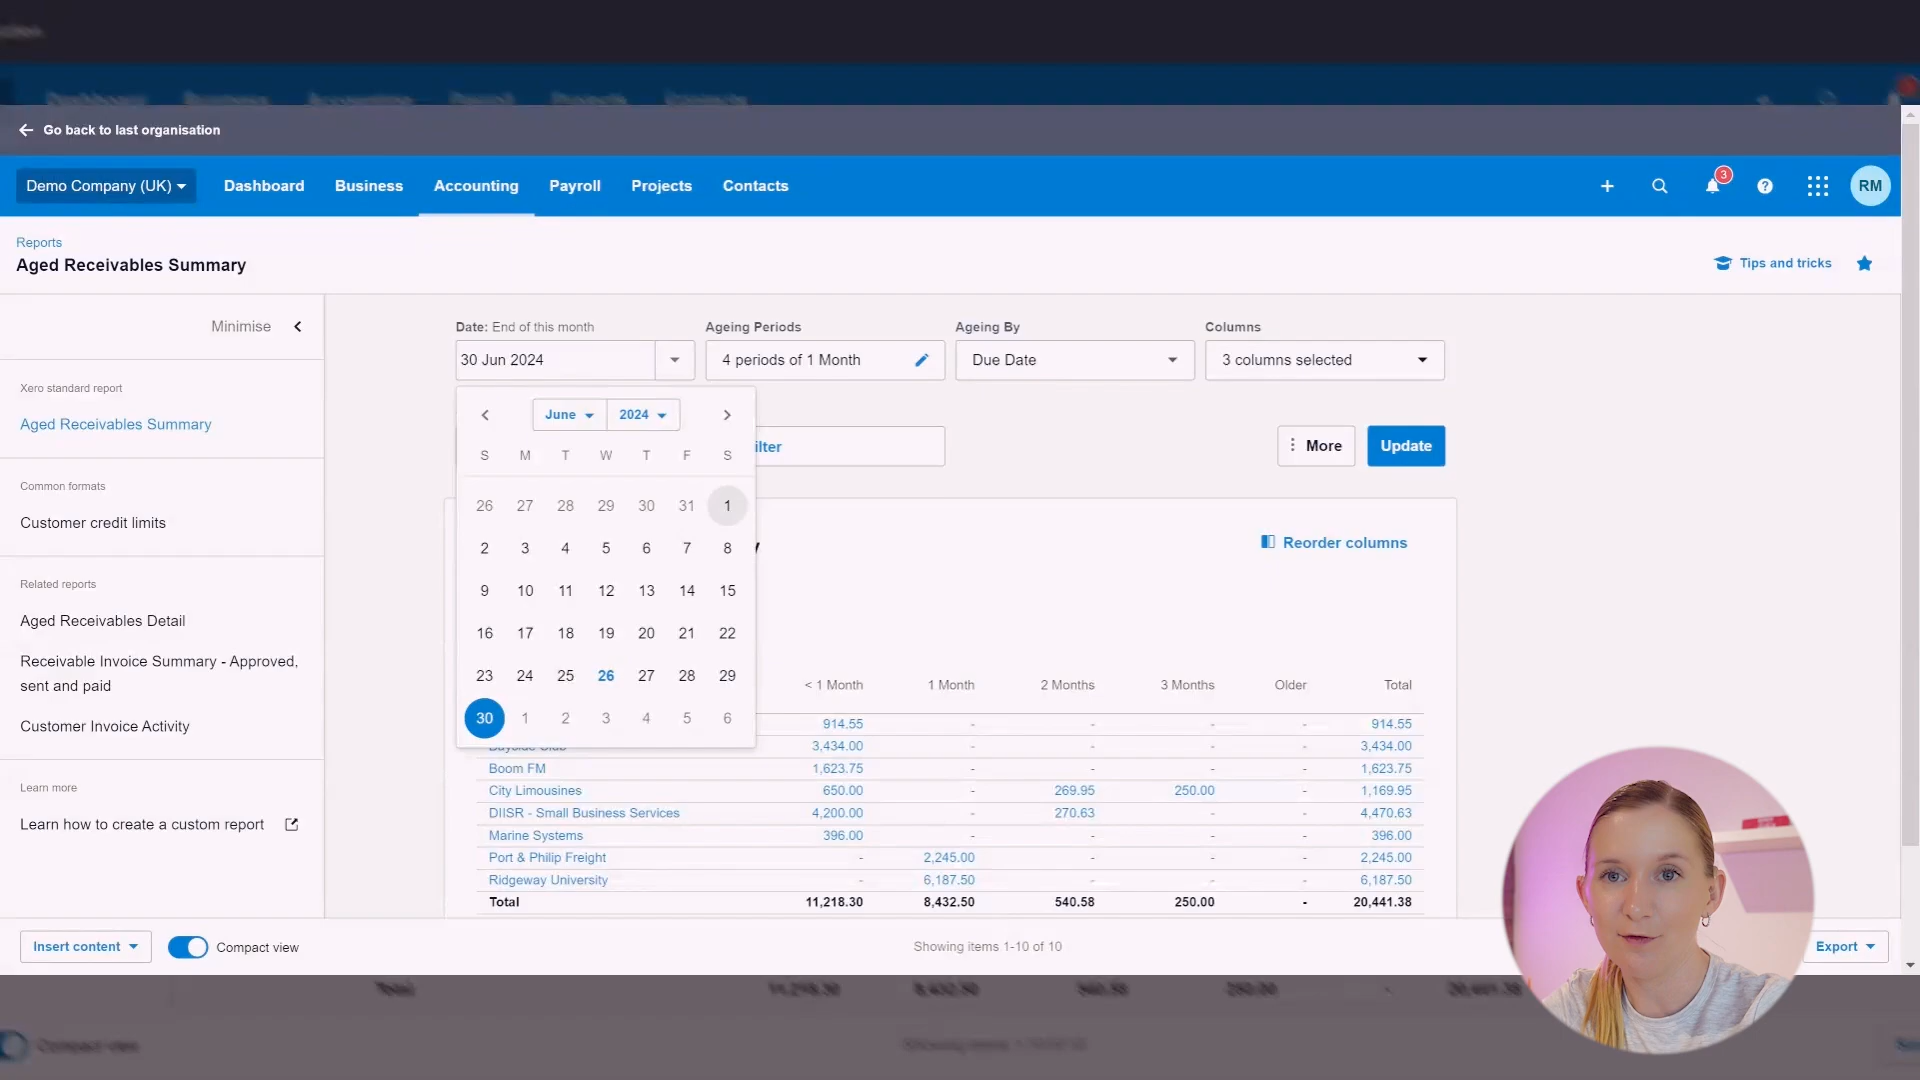 Go back to last organisation
Demo Company (UK) Dashboard Business Accounting Payroll Projects Contacts 3 RM
Reports
Aged Receivables Summary
Tips and tricks
Minimise
Xero standard report
Aged Receivables Summary
Common formats
Customer credit limits
Related reports
Aged Receivables Detail
Receivable Invoice Summary - Approved,
sent and paid
Customer Invoice Activity
Learn more
Learn how to create a custom report
Date: End of this month Ageing Periods Ageing By Columns
30 Jun 2024 4 periods of 1 Month Due Date 3 columns selected
June 2024
ilter More Update
S M T W T F S
26 27 28 29 30 31 1
2 3 4 5 6 7 8
9 10 11 12 13 14 15
16 17 18 19 20 21 22
23 24 25 26 27 28 29
30 1 2 3 4 5 6
Reorder columns
< 1 Month 1 Month 2 Months 3 Months Older Total
914.55 - - - - 914.55
3,434.00 - - - - 3,434.00
Boom FM 1,623.75 - - - - 1,623.75
City Limousines 650.00 - 269.95 250.00 - 1,169.95
DIISR - Small Business Services 4,200.00 - 270.63 - - 4,470.63
Marine Systems 396.00 - - - - 396.00
Port & Philip Freight - 2,245.00 - - - 2,245.00
Ridgeway University - 6,187.50 - - - 6,187.50
Total 11,218.30 8,432.50 540.58 250.00 - 20,441.38
Insert content Compact view Showing items 1-10 of 10 Export